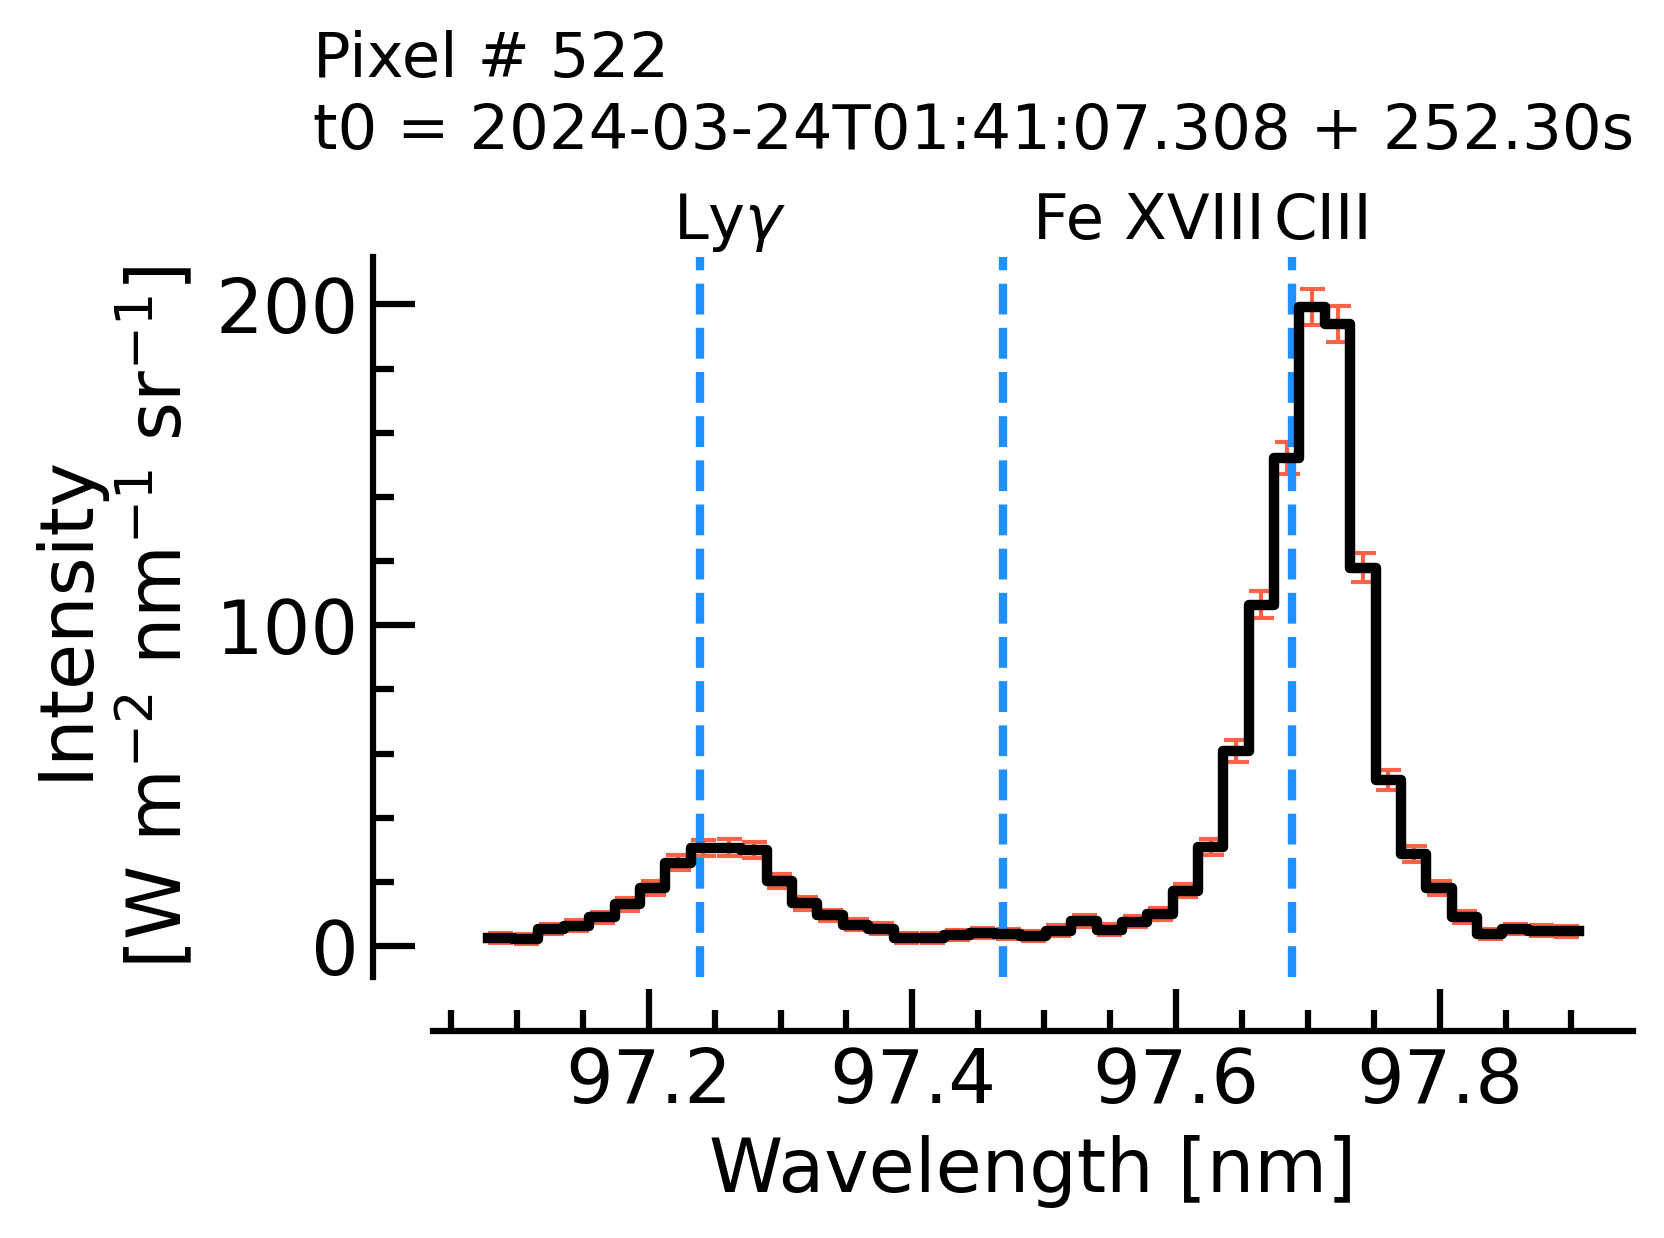 Pixel # 522
t0 = 2024-03-24T01:41:07.308 + 252.30s
Lyγ Fe XVIII CIII
Intensity
[W m⁻² nm⁻¹ sr⁻¹]
200
100
0
97.2 97.4 97.6 97.8
Wavelength [nm]